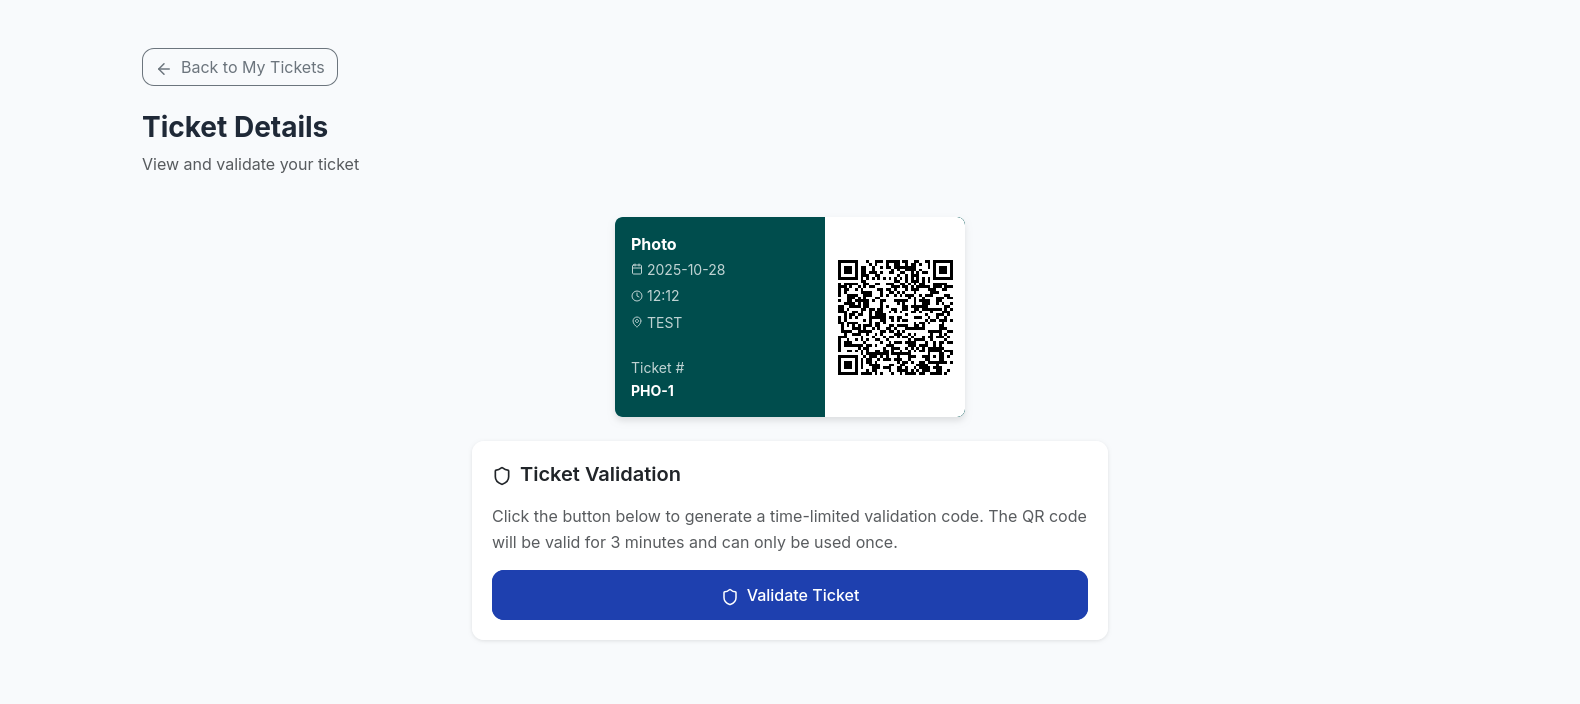 Back to My Tickets
Ticket Details
View and validate your ticket
Photo
2025-10-28
12:12
TEST
Ticket #
PHO-1
Ticket Validation
Click the button below to generate a time-limited validation code. The QR code
will be valid for 3 minutes and can only be used once.
Validate Ticket